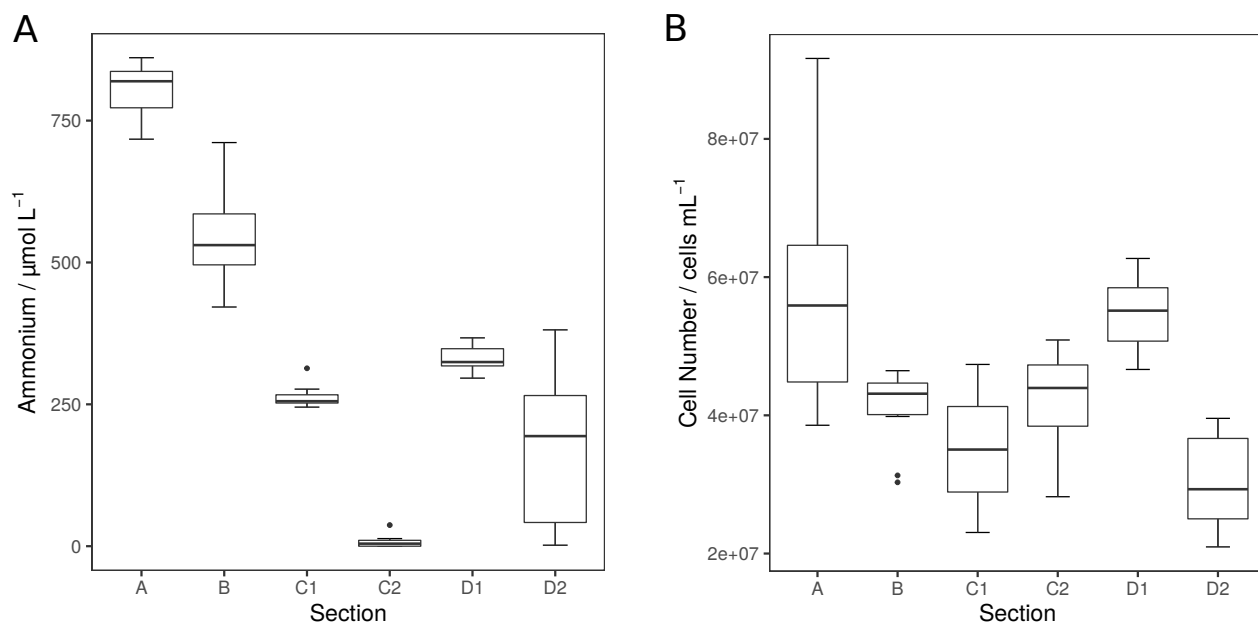 A
Ammonium / µmol L⁻¹
750
500
250
0
A B C1 C2 D1 D2
Section
B
Cell Number / cells mL⁻¹
8e+07
6e+07
4e+07
2e+07
A B C1 C2 D1 D2
Section